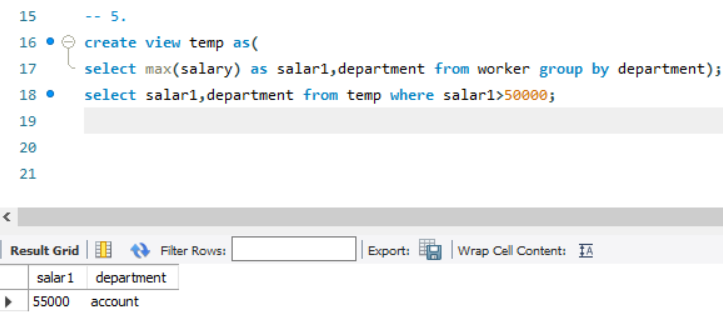 15 -- 5.
16 create view temp as(
17 select max(salary) as salar1,department from worker group by department);
18 select salar1,department from temp where salar1>50000;
19
20
21
Result Grid Filter Rows: Export: Wrap Cell Content: IA
salar1 department
55000 account